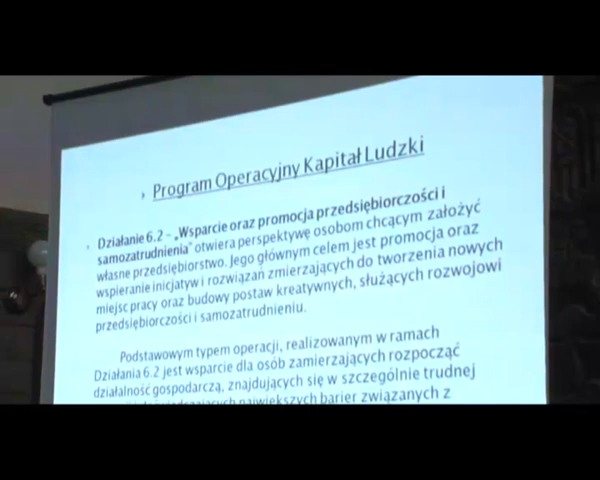 Program Operacyjny Kapitał Ludzki
Działanie 6.2 – „Wsparcie oraz promocja przedsiębiorczości i
samozatrudnienia" otwiera perspektywę osobom chcącym założyć
własne przedsiębiorstwo. Jego głównym celem jest promocja oraz
wspieranie inicjatyw i rozwiązań zmierzających do tworzenia nowych
miejsc pracy oraz budowy postaw kreatywnych, służących rozwojowi
przedsiębiorczości i samozatrudnieniu.
Podstawowym typem operacji, realizowanym w ramach
Działania 6.2 jest wsparcie dla osób zamierzających rozpocząć
działalność gospodarczą, znajdujących się w szczególnie trudnej
największych barier związanych z